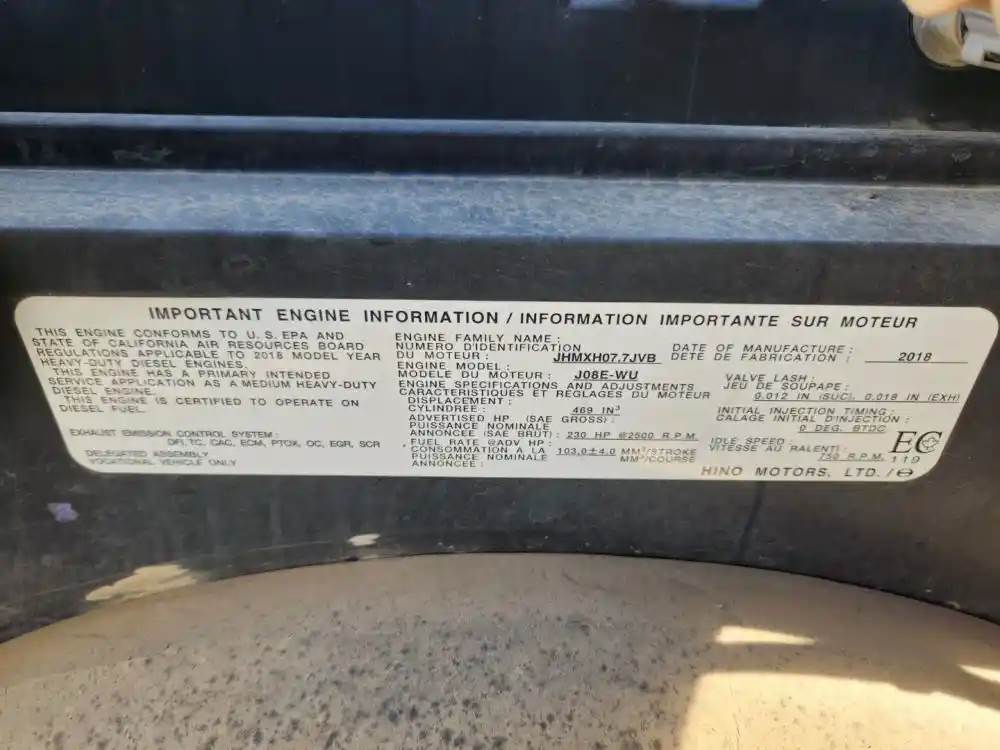 IMPORTANT ENGINE INFORMATION / INFORMATION IMPORTANTE SUR MOTEUR
THIS ENGINE CONFORMS TO U.S. EPA AND
STATE OF CALIFORNIA AIR RESOURCES BOARD
REGULATIONS APPLICABLE TO 2018 MODEL YEAR
HEAVY-DUTY DIESEL ENGINES.
THIS ENGINE HAS A PRIMARY INTENDED
SERVICE APPLICATION AS A MEDIUM HEAVY-DUTY
DIESEL ENGINE.
THIS ENGINE IS CERTIFIED TO OPERATE ON
DIESEL FUEL.
EXHAUST EMISSION CONTROL SYSTEM :
DFI, TC, CAC, ECM, PTOX, OC, EGR, SCR
DELEGATED ASSEMBLY
VOCATIONAL VEHICLE ONLY
ENGINE FAMILY NAME :
NUMERO D'IDENTIFICATION
DU MOTEUR : JHMXH07.7JVB
ENGINE MODEL :
MODELE DU MOTEUR : J08E-WU
ENGINE SPECIFICATIONS AND ADJUSTMENTS
CARACTERISTIQUES ET REGLAGES DU MOTEUR
DISPLACEMENT :
CYLINDREE : 469 IN³
ADVERTISED HP (SAE GROSS) :
PUISSANCE NOMINALE
ANNONCEE (SAE BRUT) : 230 HP @2500 R.P.M.
FUEL RATE @ADV HP :
CONSOMMATION A LA 103.0±4.0 MM³/STROKE
PUISSANCE NOMINALE MM³/COURSE
ANNONCEE :
DATE OF MANUFACTURE :
DETE DE FABRICATION : 2018
VALVE LASH :
JEU DE SOUPAPE :
0.012 IN (SUC), 0.018 IN (EXH)
INITIAL INJECTION TIMING :
CALAGE INITIAL D'INJECTION :
0 DEG. BTDC
IDLE SPEED :
VITESSE AU RALENTI :
750 R.P.M.
EC
119
HINO MOTORS, LTD. /